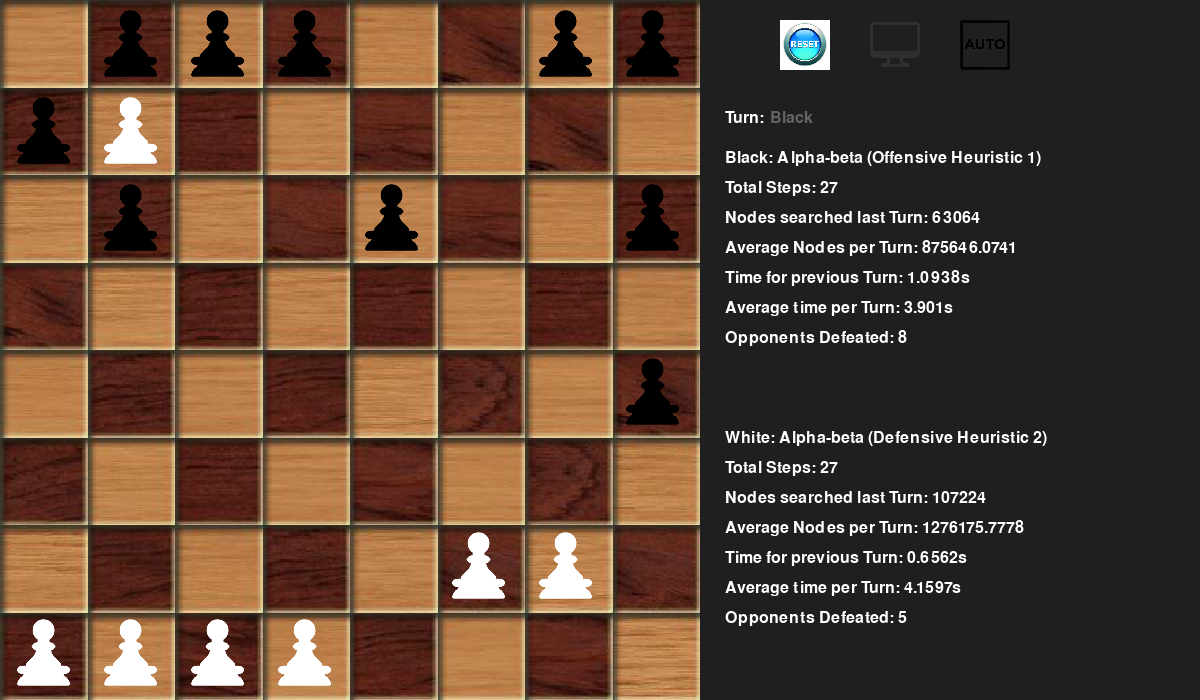 RESET
AUTO
Turn: Black
Black: Alpha-beta (Offensive Heuristic 1)
Total Steps: 27
Nodes searched last Turn: 63064
Average Nodes per Turn: 875646.0741
Time for previous Turn: 1.0938s
Average time per Turn: 3.901s
Opponents Defeated: 8
White: Alpha-beta (Defensive Heuristic 2)
Total Steps: 27
Nodes searched last Turn: 107224
Average Nodes per Turn: 1276175.7778
Time for previous Turn: 0.6562s
Average time per Turn: 4.1597s
Opponents Defeated: 5